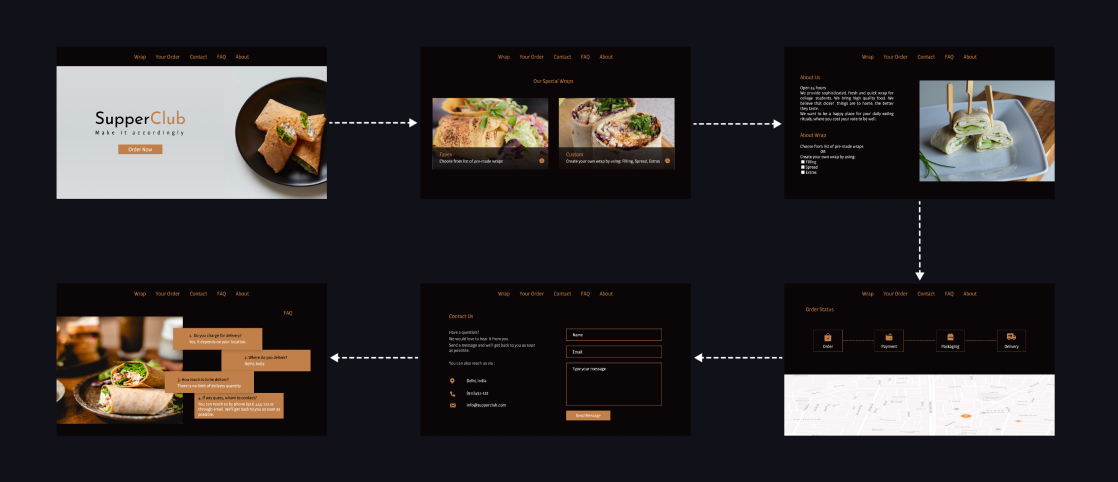 Wrap Your Order Contact FAQ About
SupperClub
Make it accordingly
Order Now
Wrap Your Order Contact FAQ About
Our Special Wraps
Faves
Choose from list of pre-made wraps
Custom
Create your own wrap by using: Filling, Spread, Extras
Wrap Your Order Contact FAQ About
About Us
Open 24 hours
We provide sophisticated, fresh and quick wrap for
college students. We bring high quality food. We
believe that closer things are to home, the better
they taste.
We want to be a happy place for your daily eating
rituals, where you cost your vote to be well.
About Wrap
Choose from list of pre-made wraps
OR
Create your own wrap by using:
Filling
Spread
Extras
Wrap Your Order Contact FAQ About
Order Status
Order
Payment
Packaging
Delivery
Wrap Your Order Contact FAQ About
Contact Us
Have a question?
We would love to hear it from you.
Send a message and we'll get back to you as soon
as possible.
You can also reach us via :
Delhi, India
info@supperclub.com
Name
Email
Type your message
Send Message
Wrap Your Order Contact FAQ About
FAQ
1. Do you charge for delivery?
Yes, it depends on your location.
2. Where do you deliver?
Delhi, India
3. How much to to be deliver?
There is no limit of delivery quantity
4. If any query, whom to contact?
You can reach us by phone
through email. We'll get back to you as soon as
possible.